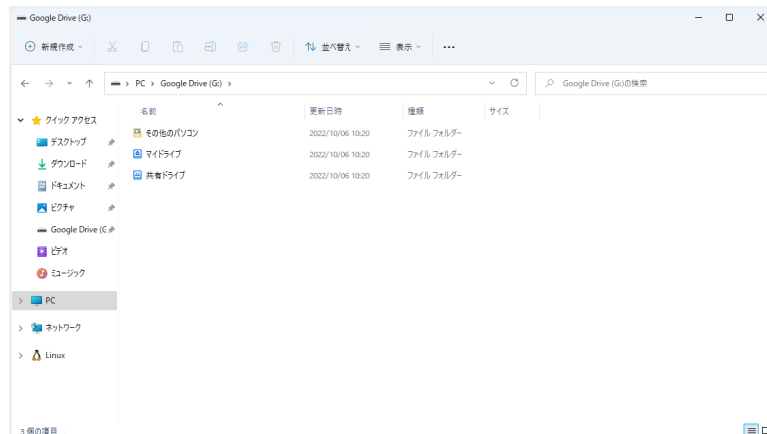 Google Drive (G:)
新規作成
並べ替え
表示
PC › Google Drive (G:) ›
Google Drive (G:)の検索
名前 更新日時 種類 サイズ
その他のパソコン 2022/10/06 10:20 ファイル フォルダー
マイドライブ 2022/10/06 10:20 ファイル フォルダー
共有ドライブ 2022/10/06 10:20 ファイル フォルダー
クイック アクセス
デスクトップ
ダウンロード
ドキュメント
ピクチャ
Google Drive (G
ビデオ
ミュージック
PC
ネットワーク
Linux
3 個の項目